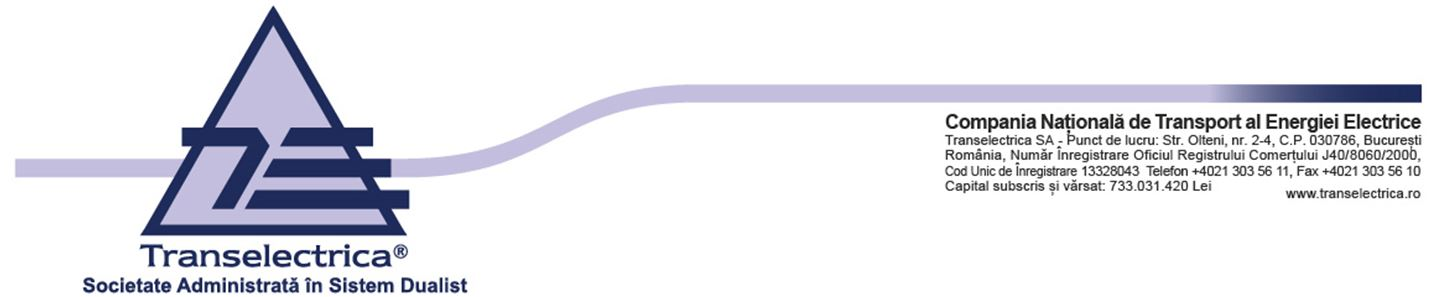 Compania Națională de Transport al Energiei Electrice
Transelectrica SA - Punct de lucru: Str. Olteni, nr. 2-4, C.P. 030786, București
România, Număr Înregistrare Oficiul Registrului Comerțului J40/8060/2000,
Cod Unic de Înregistrare 13328043 Telefon +4021 303 56 11, Fax +4021 303 56 10
Capital subscris și vărsat: 733.031.420 Lei
www.transelectrica.ro
Transelectrica®
Societate Administrată în Sistem Dualist